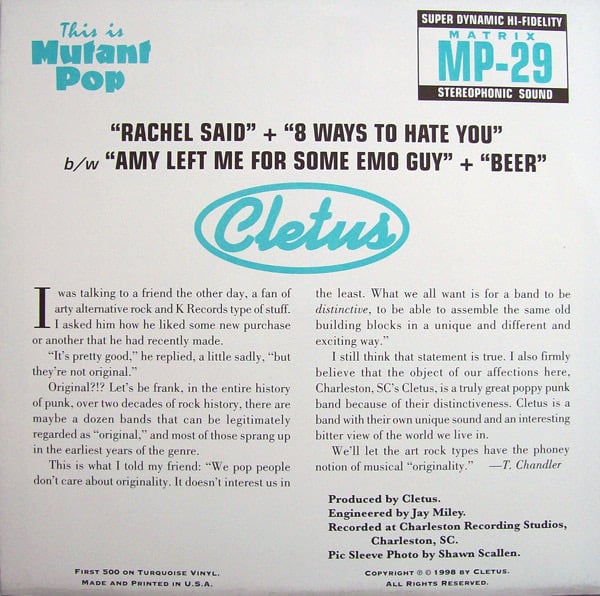 This is
Mutant
Pop
SUPER DYNAMIC HI-FIDELITY
MATRIX
MP-29
STEREOPHONIC SOUND
“RACHEL SAID” + “8 WAYS TO HATE YOU”
b/w “AMY LEFT ME FOR SOME EMO GUY” + “BEER”
Cletus
I was talking to a friend the other day, a fan of
arty alternative rock and K Records type of stuff.
I asked him how he liked some new purchase
or another that he had recently made.
“It's pretty good,” he replied, a little sadly, “but
they're not original.”
Original?!? Let's be frank, in the entire history
of punk, over two decades of rock history, there are
maybe a dozen bands that can be legitimately
regarded as “original,” and most of those sprang up
in the earliest years of the genre.
This is what I told my friend: “We pop people
don't care about originality. It doesn't interest us in
the least. What we all want is for a band to be
distinctive, to be able to assemble the same old
building blocks in a unique and different and
exciting way.”
I still think that statement is true. I also firmly
believe that the object of our affections here,
Charleston, SC's Cletus, is a truly great poppy punk
band because of their distinctiveness. Cletus is a
band with their own unique sound and an interesting
bitter view of the world we live in.
We'll let the art rock types have the phoney
notion of musical “originality.” —T. Chandler
Produced by Cletus.
Engineered by Jay Miley.
Recorded at Charleston Recording Studios,
Charleston, SC.
Pic Sleeve Photo by Shawn Scallen.
FIRST 500 ON TURQUOISE VINYL.
MADE AND PRINTED IN U.S.A.
COPYRIGHT ℗ © 1998 BY CLETUS.
ALL RIGHTS RESERVED.